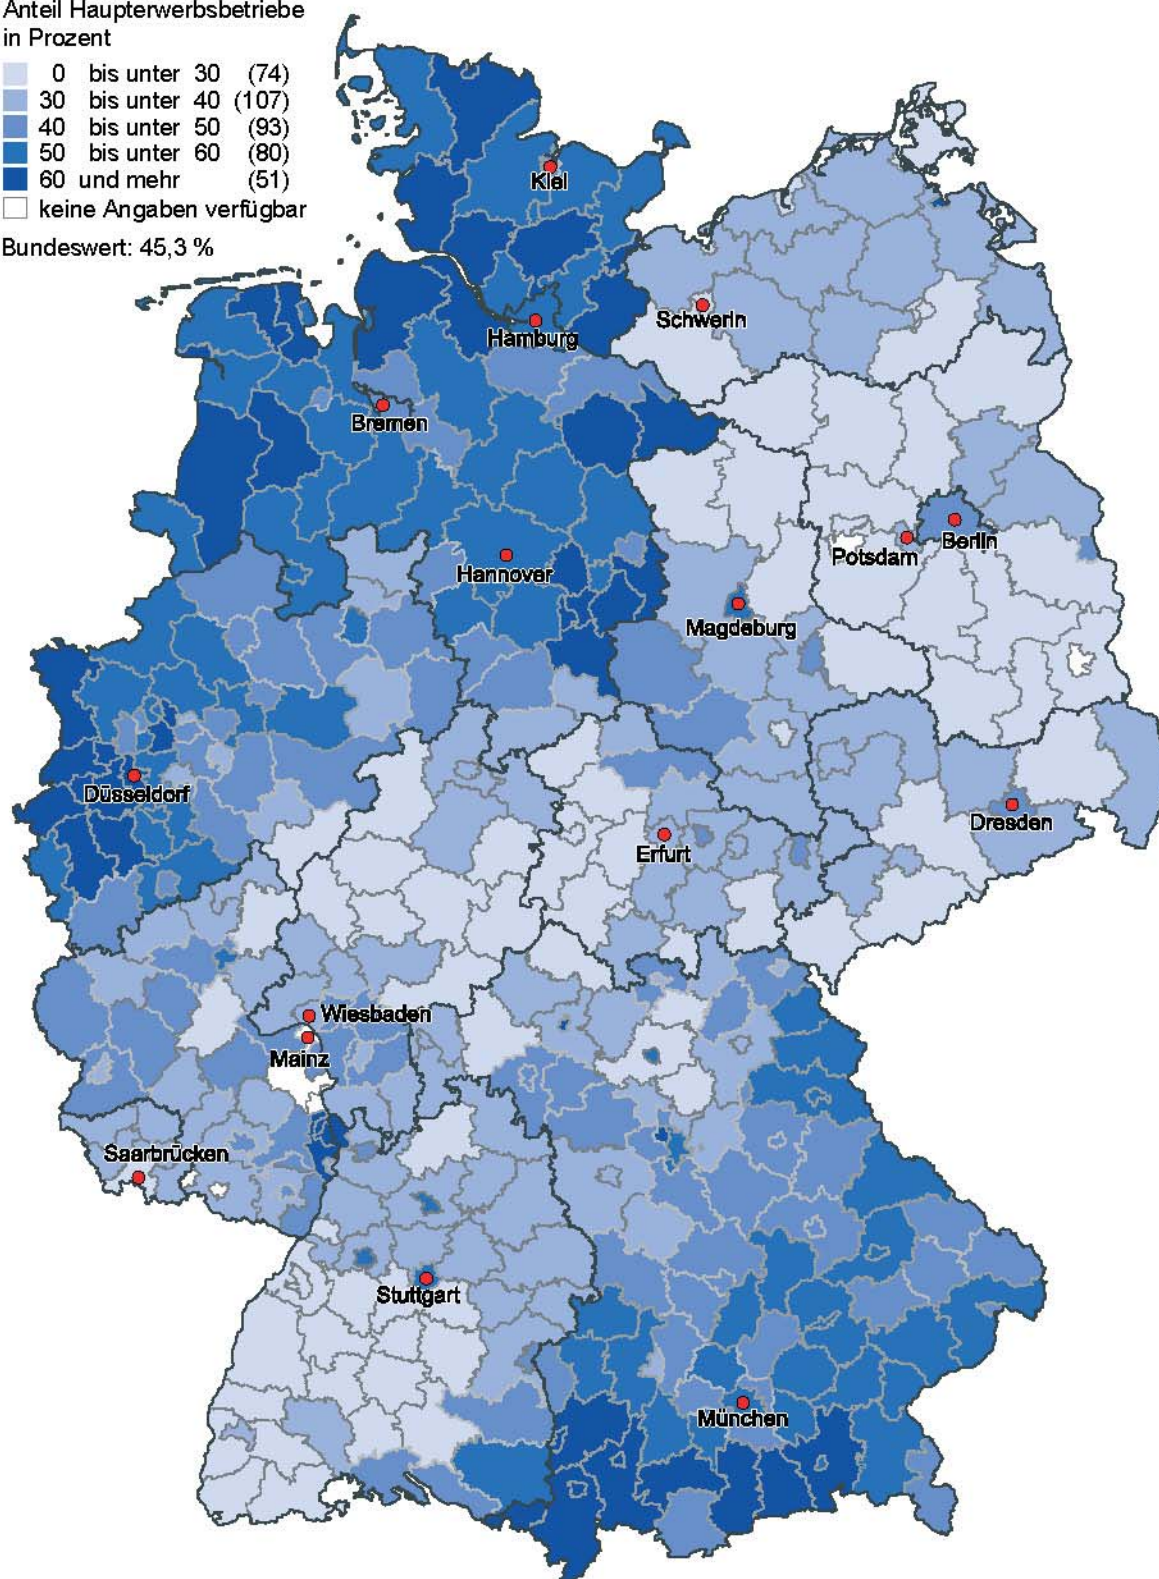 Anteil Haupterwerbsbetriebe
in Prozent
0 bis unter 30 (74)
30 bis unter 40 (107)
40 bis unter 50 (93)
50 bis unter 60 (80)
60 und mehr (51)
keine Angaben verfügbar
Bundeswert: 45,3 %
Kiel
Schwerin
Hamburg
Bremen
Berlin
Potsdam
Hannover
Magdeburg
Düsseldorf
Dresden
Erfurt
Wiesbaden
Mainz
Saarbrücken
Stuttgart
München